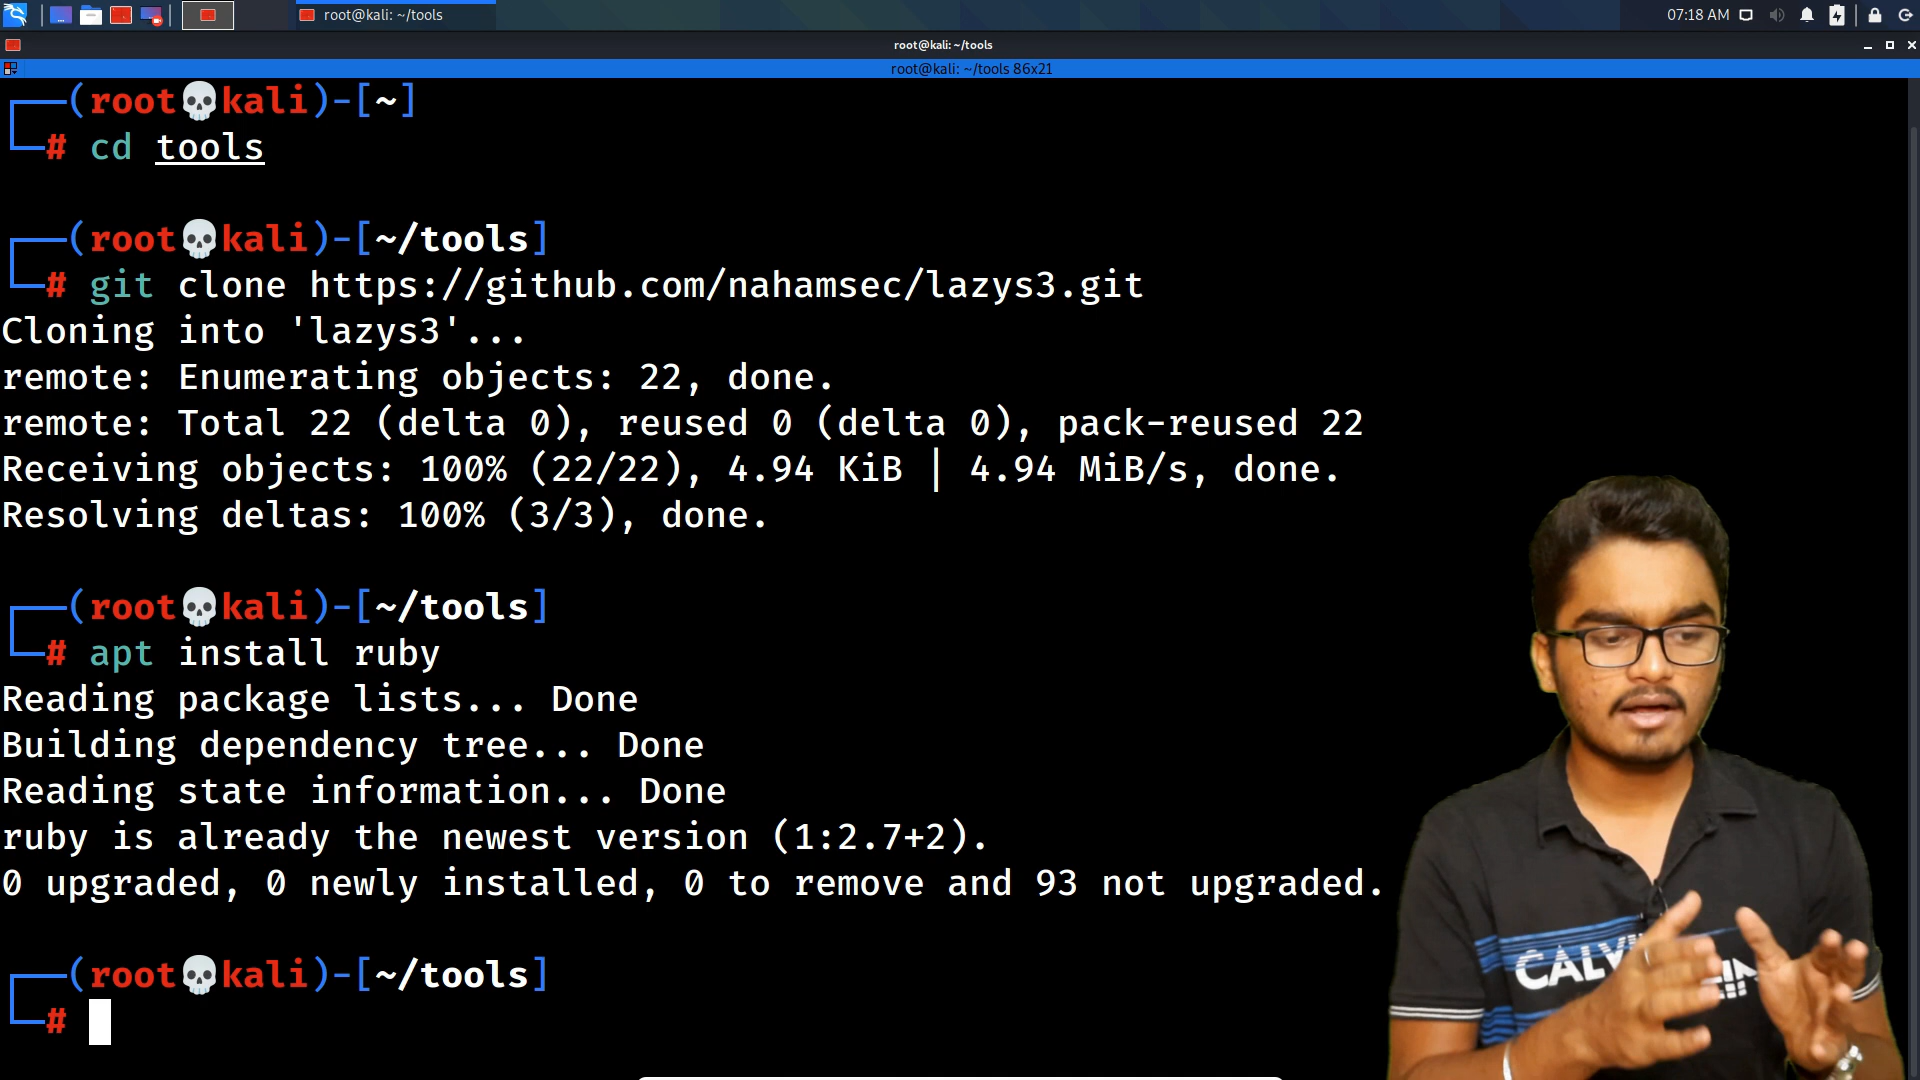 root@kali: ~/tools
07:18 AM
root@kali: ~/tools
root@kali: ~/tools 86x21
(root💀kali)-[~]
# cd tools
(root💀kali)-[~/tools]
# git clone https://github.com/nahamsec/lazys3.git
Cloning into 'lazys3'...
remote: Enumerating objects: 22, done.
remote: Total 22 (delta 0), reused 0 (delta 0), pack-reused 22
Receiving objects: 100% (22/22), 4.94 KiB | 4.94 MiB/s, done.
Resolving deltas: 100% (3/3), done.
(root💀kali)-[~/tools]
# apt install ruby
Reading package lists... Done
Building dependency tree... Done
Reading state information... Done
ruby is already the newest version (1:2.7+2).
0 upgraded, 0 newly installed, 0 to remove and 93 not upgraded.
(root💀kali)-[~/tools]
#